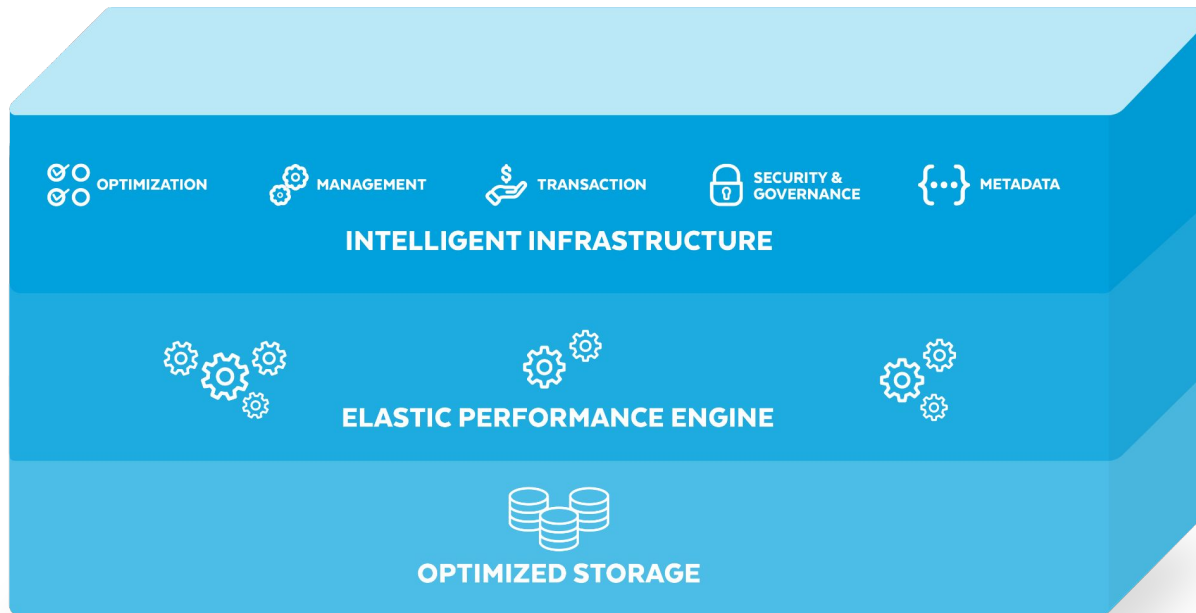 OPTIMIZATION
MANAGEMENT
$
TRANSACTION
SECURITY &
GOVERNANCE
{...} METADATA
INTELLIGENT INFRASTRUCTURE
ELASTIC PERFORMANCE ENGINE
OPTIMIZED STORAGE